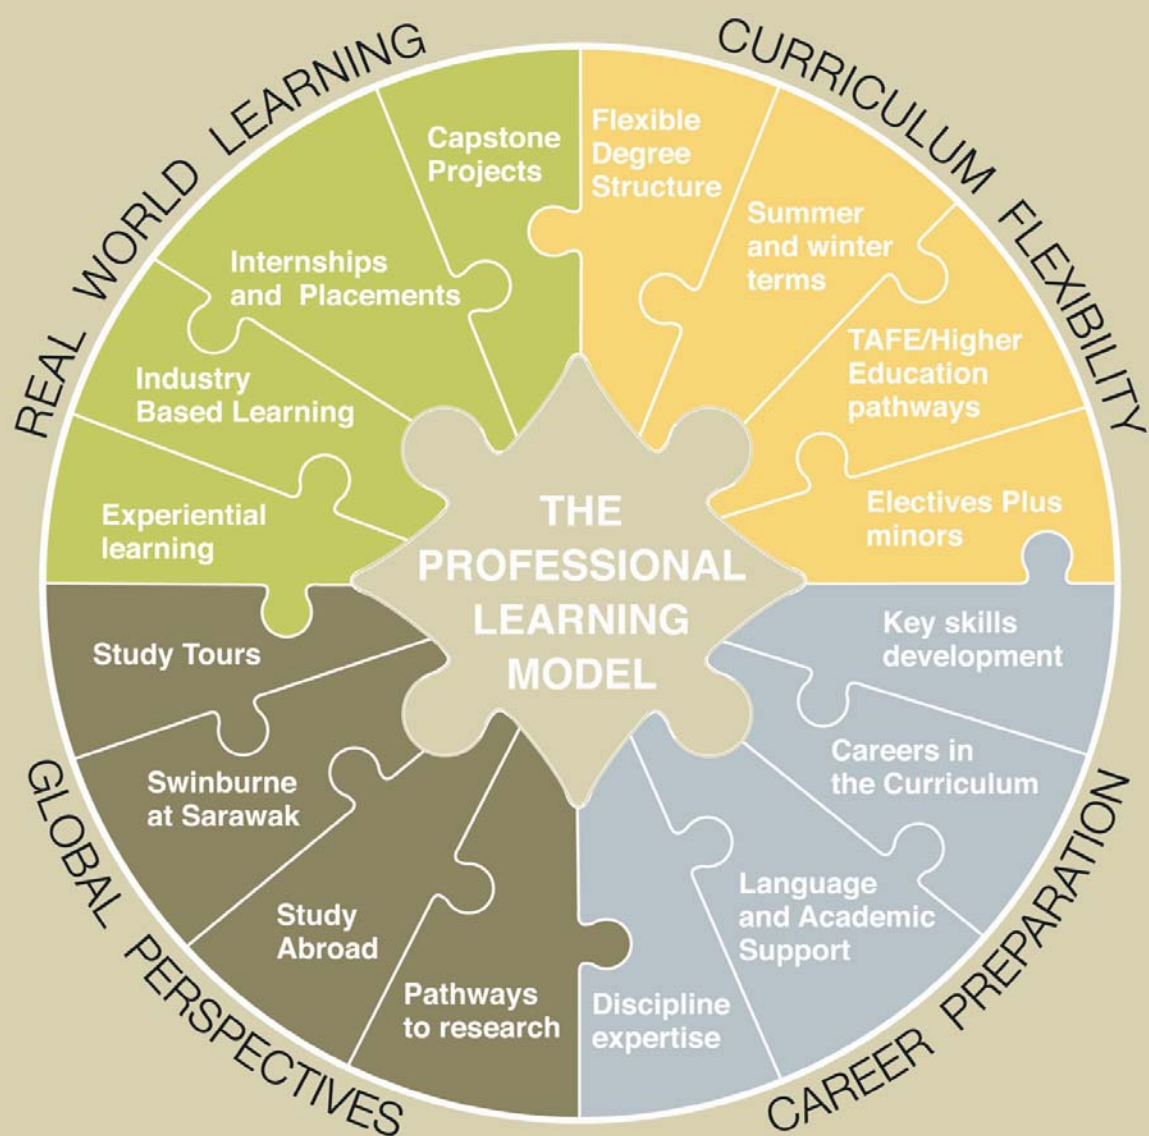 REAL WORLD LEARNING
CURRICULUM FLEXIBILITY
Capstone
Projects
Internships
and Placements
Industry
Based Learning
Experiential
learning
Flexible
Degree
Structure
Summer
and winter
terms
TAFE/Higher
Education
pathways
Electives Plus
minors
THE
PROFESSIONAL
LEARNING
MODEL
Study Tours
Swinburne
at Sarawak
Study
Abroad
Pathways
to research
Key skills
development
Careers in
the Curriculum
Language
and Academic
Support
Discipline
expertise
GLOBAL PERSPECTIVES
CAREER PREPARATION